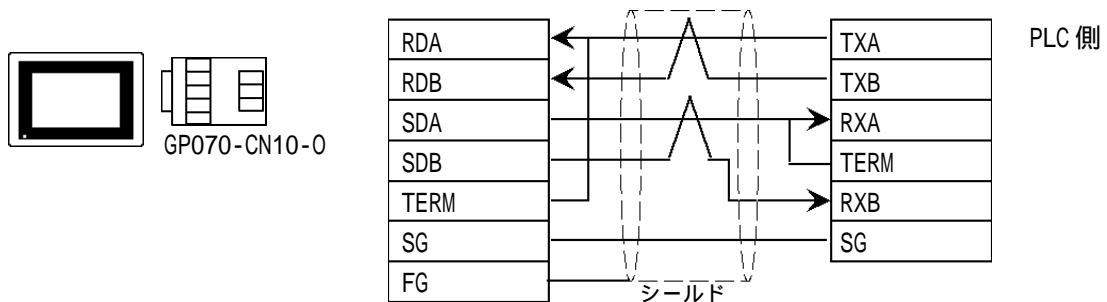 GP070-CN10-0
RDA
RDB
SDA
SDB
TERM
SG
FG
シールド
TXA
TXB
RXA
TERM
RXB
SG
PLC 側